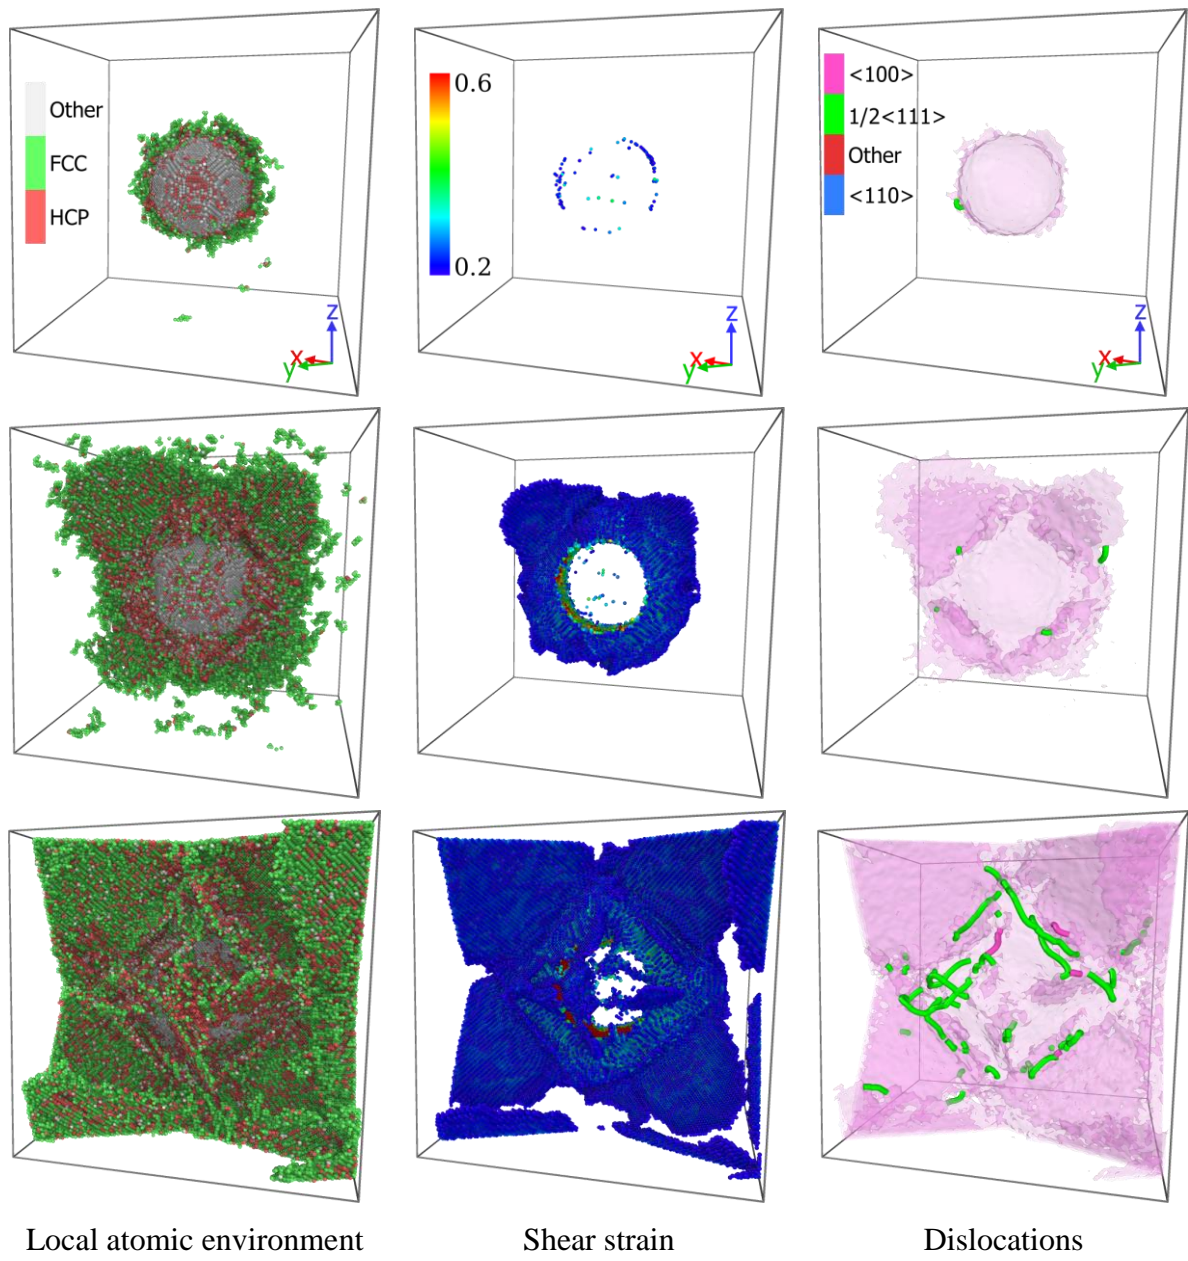 Other
FCC
HCP
0.6
0.2
<100>
1/2<111>
Other
<110>
Z
X
y
Z
X
y
Z
X
y
Local atomic environment
Shear strain
Dislocations